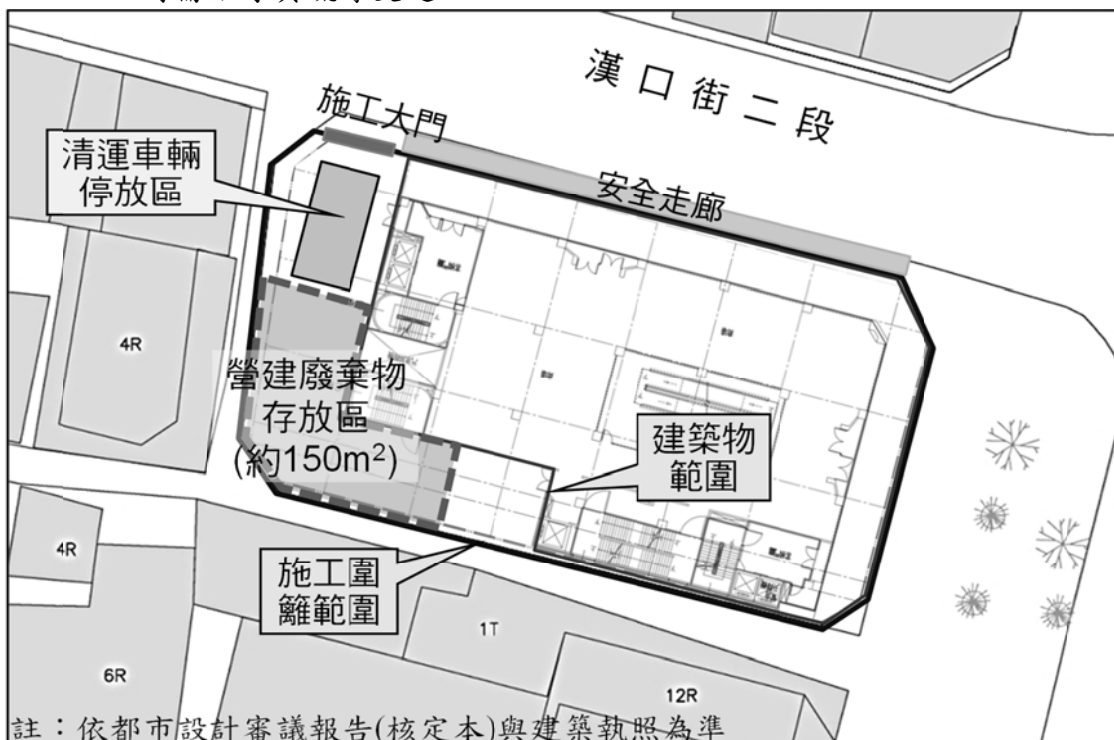 漢口街二段
施工大門
清運車輛
停放區
安全走廊
4R
營建廢棄物
存放區
(約150m²)
建築物
範圍
4R
施工圍
籬範圍
1T
6R
12R
註：依都市設計審議報告(核定本)與建築執照為準